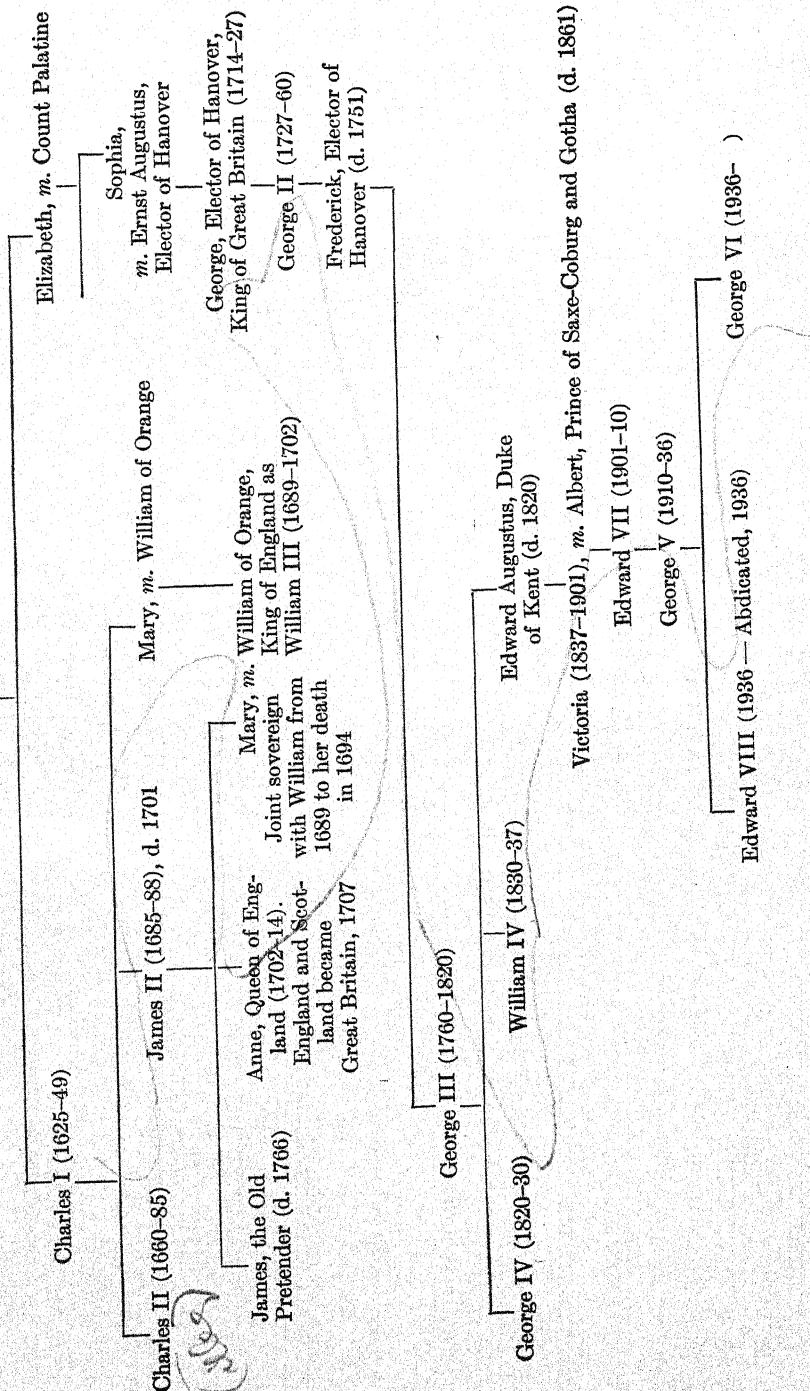 Charles I (1625–49)
Elizabeth, m. Count Palatine
Charles II (1660–85)
James II (1685–88), d. 1701
Mary, m. William of Orange
Sophia,
m. Ernst Augustus,
Elector of Hanover
James, the Old
Pretender (d. 1766)
Anne, Queen of Eng-
land (1702–14).
England and Scot-
land became
Great Britain, 1707
Mary, m. William of Orange,
Joint sovereign
with William from
1689 to her death
in 1694
King of England as
William III (1689–1702)
George, Elector of Hanover,
King of Great Britain (1714–27)
George II (1727–60)
Frederick, Elector of
Hanover (d. 1751)
George III (1760–1820)
George IV (1820–30)
William IV (1830–37)
Edward Augustus, Duke
of Kent (d. 1820)
Victoria (1837–1901), m. Albert, Prince of Saxe-Coburg and Gotha (d. 1861)
Edward VII (1901–10)
George V (1910–36)
Edward VIII (1936 — Abdicated, 1936)
George VI (1936– )